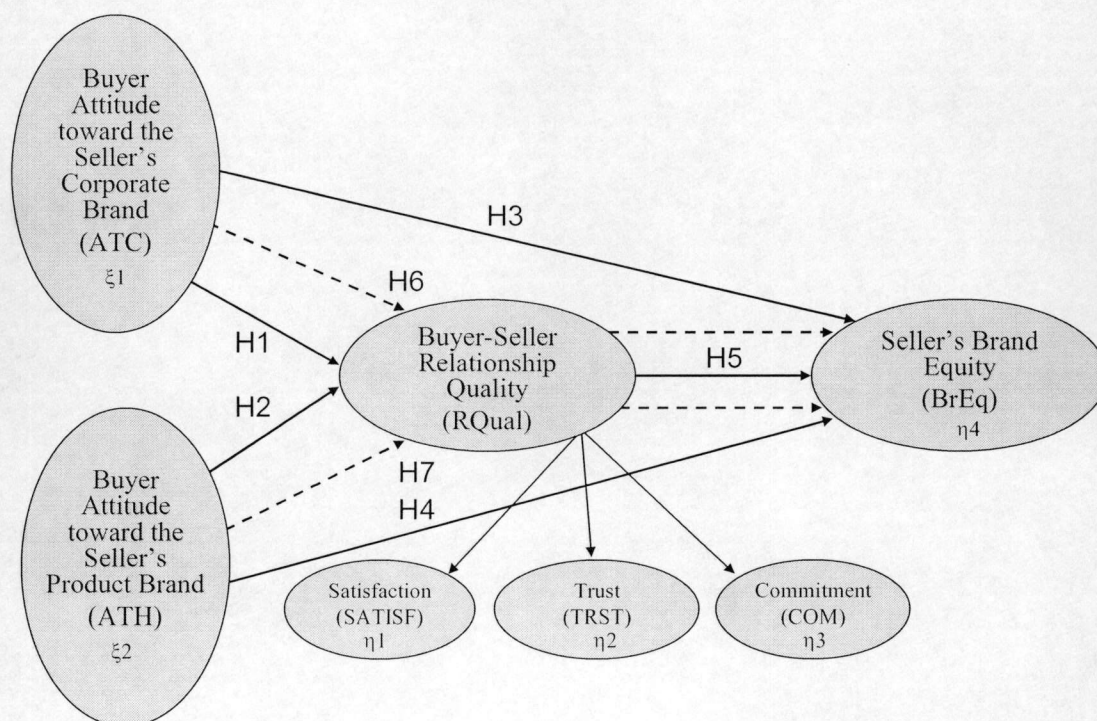 Buyer
Attitude
toward the
Seller's
Corporate
Brand
(ATC)
ξ1
H3
H6
H1
Buyer-Seller
Relationship
Quality
(RQual)
H5
Seller's Brand
Equity
(BrEq)
η4
H2
H7
H4
Buyer
Attitude
toward the
Seller's
Product Brand
(ATH)
ξ2
Satisfaction
(SATISF)
η1
Trust
(TRST)
η2
Commitment
(COM)
η3